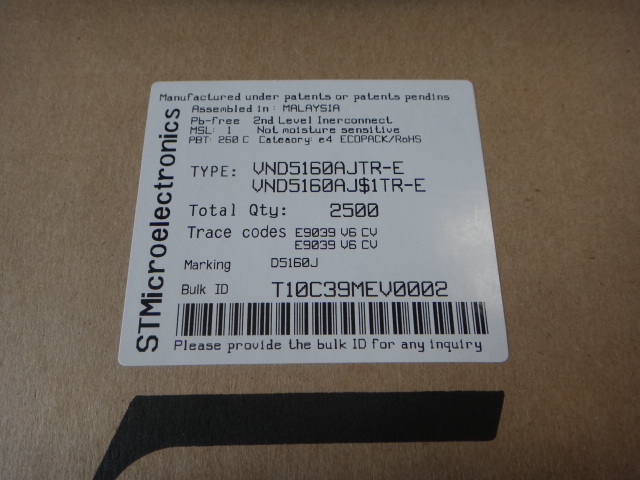 Manufactured under patents or patents pending
Assembled in: MALAYSIA
Pb-free 2nd Level Inerconnect
MSL: 1 Not moisture sensitive
PBT: 260 C Category: e4 ECOPACK/RoHS
STMicroelectronics
TYPE: VND5160AJTR-E
VND5160AJ$1TR-E
Total Qty: 2500
Trace codes E9039 V6 CV
E9039 V6 CV
Marking D5160J
Bulk ID T10C39MEV0002
Please provide the bulk ID for any inquiry